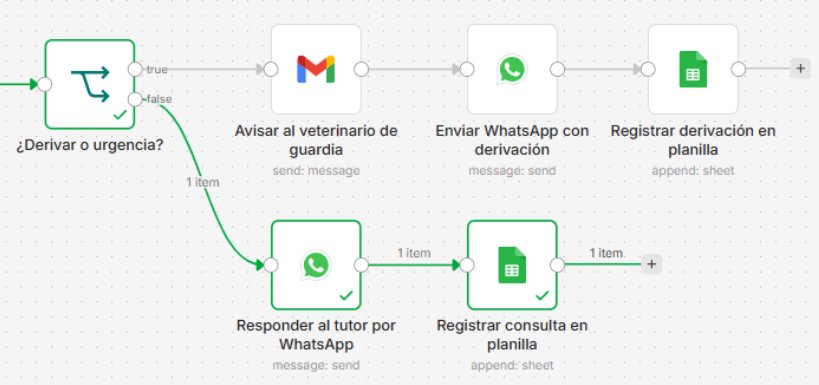 true
false
¿Derivar o urgencia?
Avisar al veterinario de
guardia
send: message
Enviar WhatsApp con
derivación
message: send
Registrar derivación en
planilla
append: sheet
1 item
1 item
1 item
Responder al tutor por
WhatsApp
message: send
Registrar consulta en
planilla
append: sheet